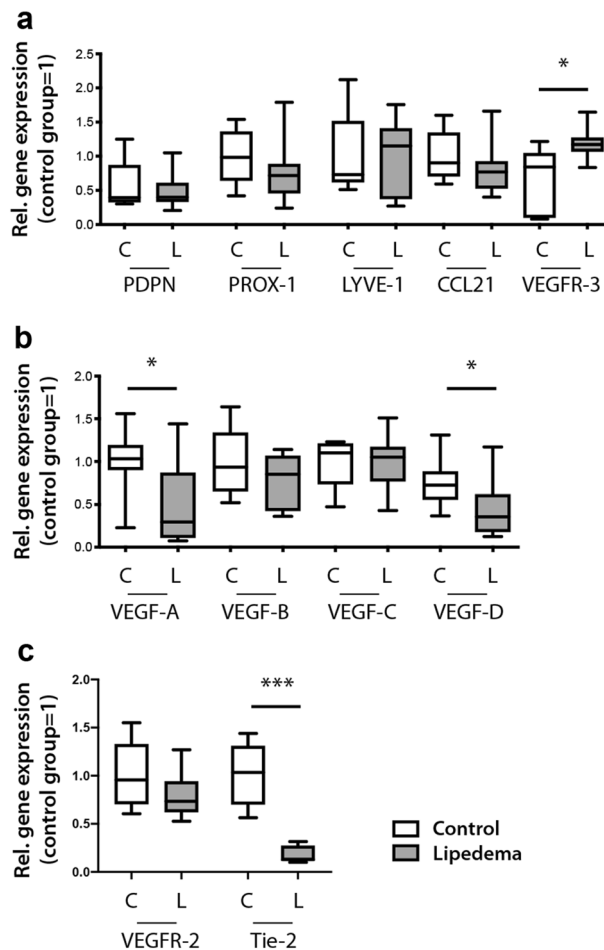 a
Rel. gene expression
(control group=1)
2.5
2.0
1.5
1.0
0.5
0.0
*
C L C L C L C L C L
PDPN PROX-1 LYVE-1 CCL21 VEGFR-3
b
Rel. gene expression
(control group=1)
2.0
1.5
1.0
0.5
0.0
* *
C L C L C L C L
VEGF-A VEGF-B VEGF-C VEGF-D
c
Rel. gene expression
(control group=1)
2.0
1.5
1.0
0.5
0.0
***
C L C L
VEGFR-2 Tie-2
Control
Lipedema